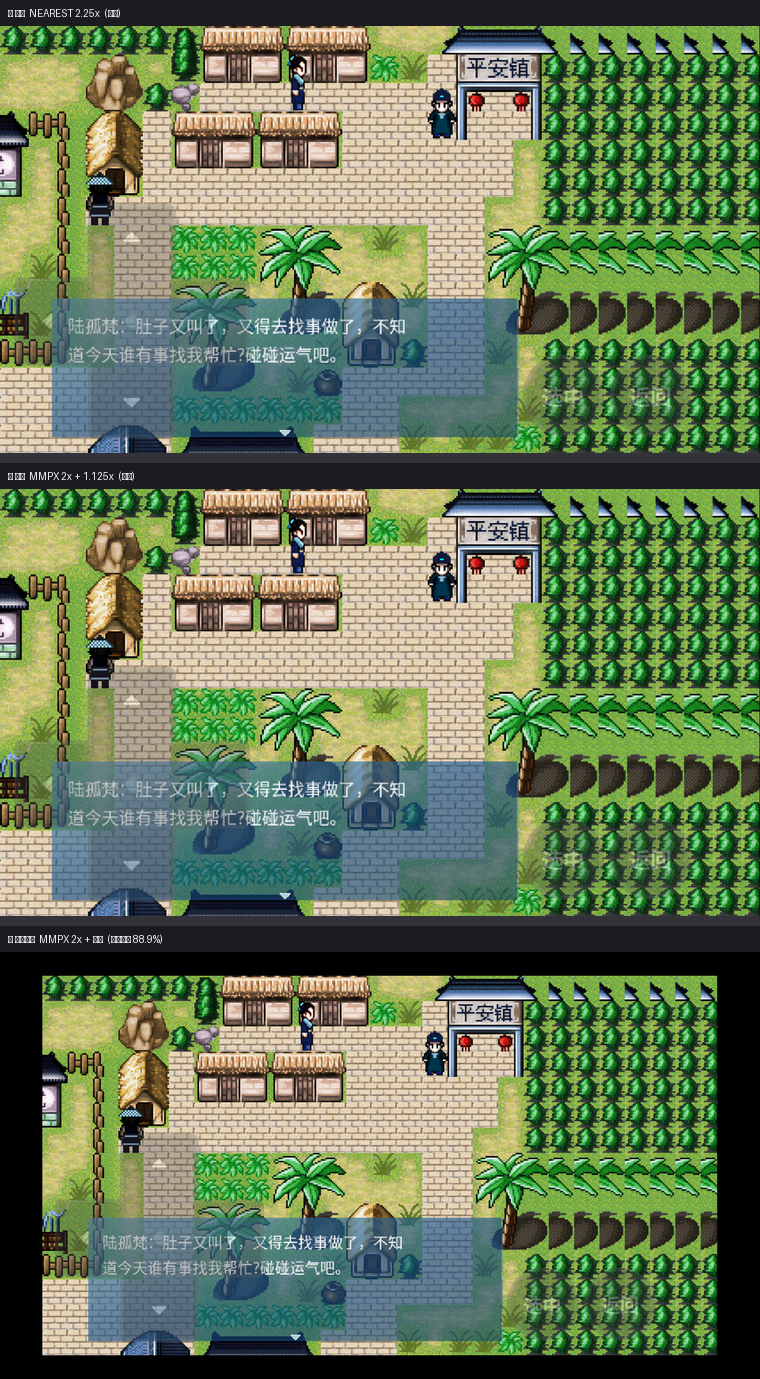 NEAREST 2.25x
平安镇
陆孤梵：肚子又叫了，又得去找事做了，不知
道今天谁有事找我帮忙?碰碰运气吧。
返回
MMPX 2x + 1.125x
平安镇
陆孤梵：肚子又叫了，又得去找事做了，不知
道今天谁有事找我帮忙?碰碰运气吧。
返回
MMPX 2x +
88.9%)
平安镇
陆孤梵：肚子又叫了，又得去找事做了，不知
道今天谁有事找我帮忙?碰碰运气吧。
返回